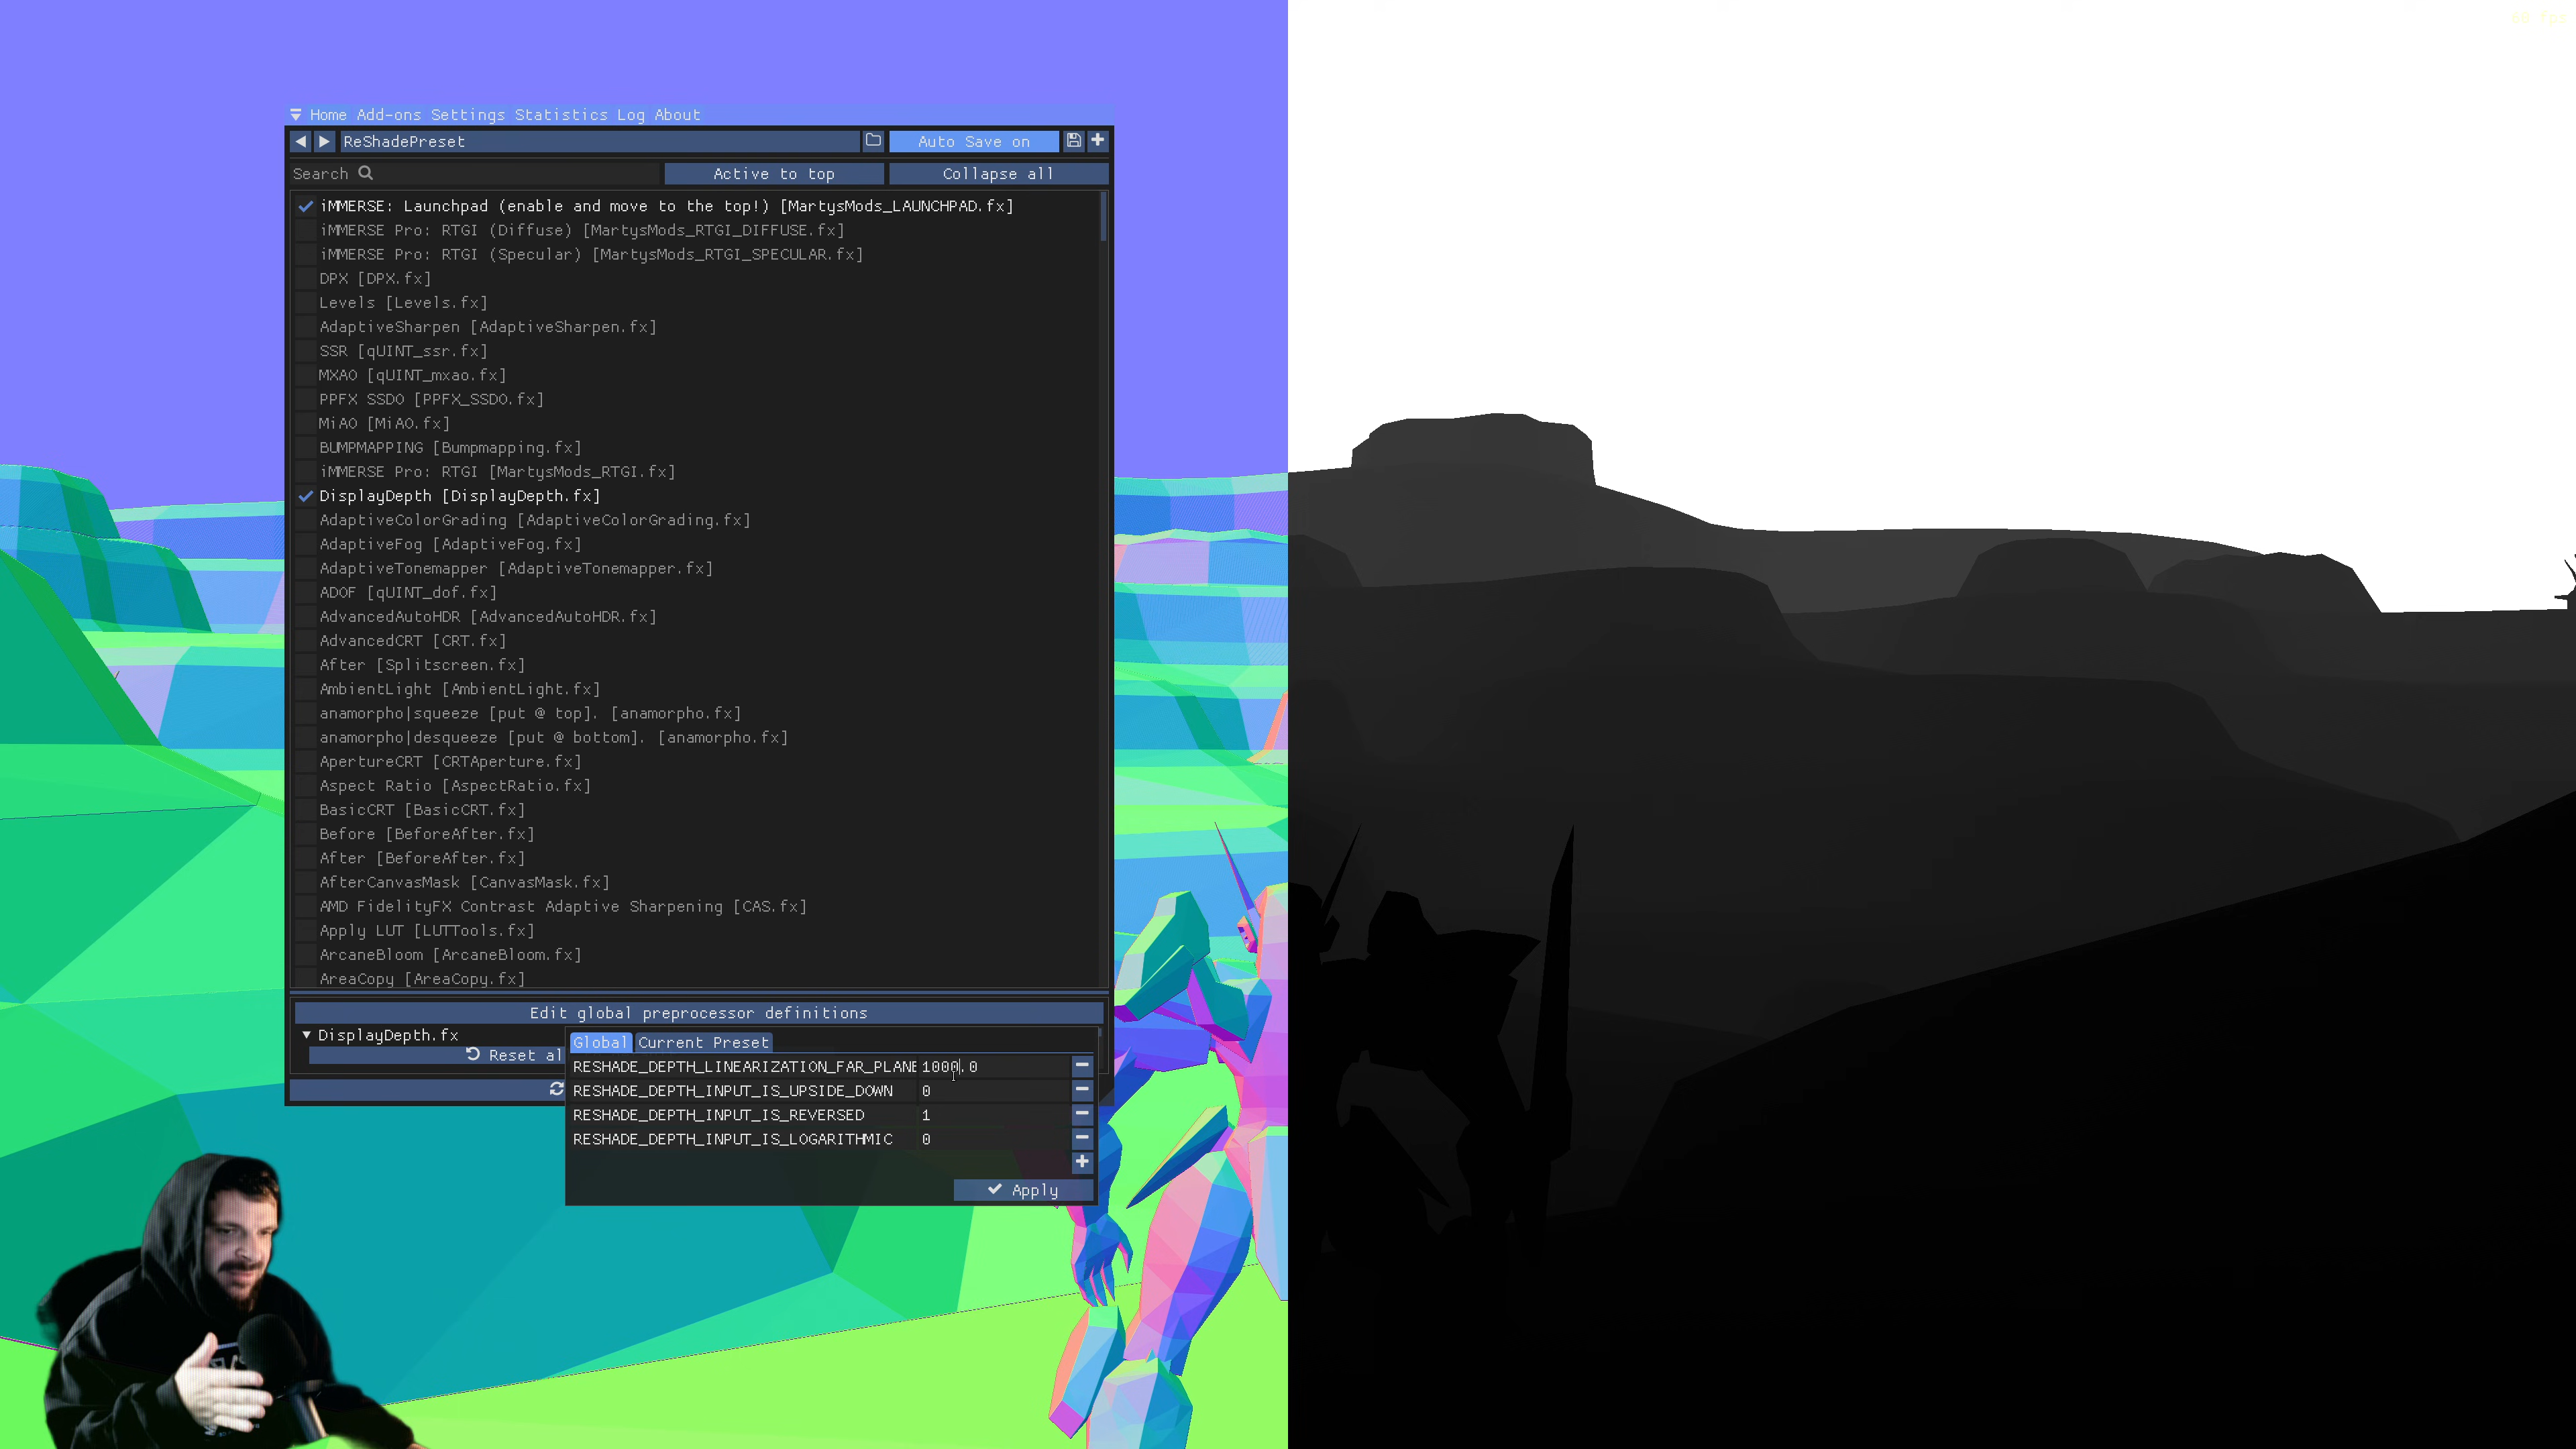 60 fps
Home Add-ons Settings Statistics Log About
ReShadePreset Auto Save on
Search Active to top Collapse all
iMMERSE: Launchpad (enable and move to the top!) [MartysMods_LAUNCHPAD.fx]
iMMERSE Pro: RTGI (Diffuse) [MartysMods_RTGI_DIFFUSE.fx]
iMMERSE Pro: RTGI (Specular) [MartysMods_RTGI_SPECULAR.fx]
DPX [DPX.fx]
Levels [Levels.fx]
AdaptiveSharpen [AdaptiveSharpen.fx]
SSR [qUINT_ssr.fx]
MXAO [qUINT_mxao.fx]
PPFX SSDO [PPFX_SSDO.fx]
MiAO [MiAO.fx]
BUMPMAPPING [Bumpmapping.fx]
iMMERSE Pro: RTGI [MartysMods_RTGI.fx]
DisplayDepth [DisplayDepth.fx]
AdaptiveColorGrading [AdaptiveColorGrading.fx]
AdaptiveFog [AdaptiveFog.fx]
AdaptiveTonemapper [AdaptiveTonemapper.fx]
ADOF [qUINT_dof.fx]
AdvancedAutoHDR [AdvancedAutoHDR.fx]
AdvancedCRT [CRT.fx]
After [Splitscreen.fx]
AmbientLight [AmbientLight.fx]
anamorpho|squeeze [put @ top]. [anamorpho.fx]
anamorpho|desqueeze [put @ bottom]. [anamorpho.fx]
ApertureCRT [CRTAperture.fx]
Aspect Ratio [AspectRatio.fx]
BasicCRT [BasicCRT.fx]
Before [BeforeAfter.fx]
After [BeforeAfter.fx]
AfterCanvasMask [CanvasMask.fx]
AMD FidelityFX Contrast Adaptive Sharpening [CAS.fx]
Apply LUT [LUTTools.fx]
ArcaneBloom [ArcaneBloom.fx]
AreaCopy [AreaCopy.fx]
Edit global preprocessor definitions
DisplayDepth.fx
Reset al
Global Current Preset
RESHADE_DEPTH_LINEARIZATION_FAR_PLANE 1000.0
RESHADE_DEPTH_INPUT_IS_UPSIDE_DOWN 0
RESHADE_DEPTH_INPUT_IS_REVERSED 1
RESHADE_DEPTH_INPUT_IS_LOGARITHMIC 0
Apply